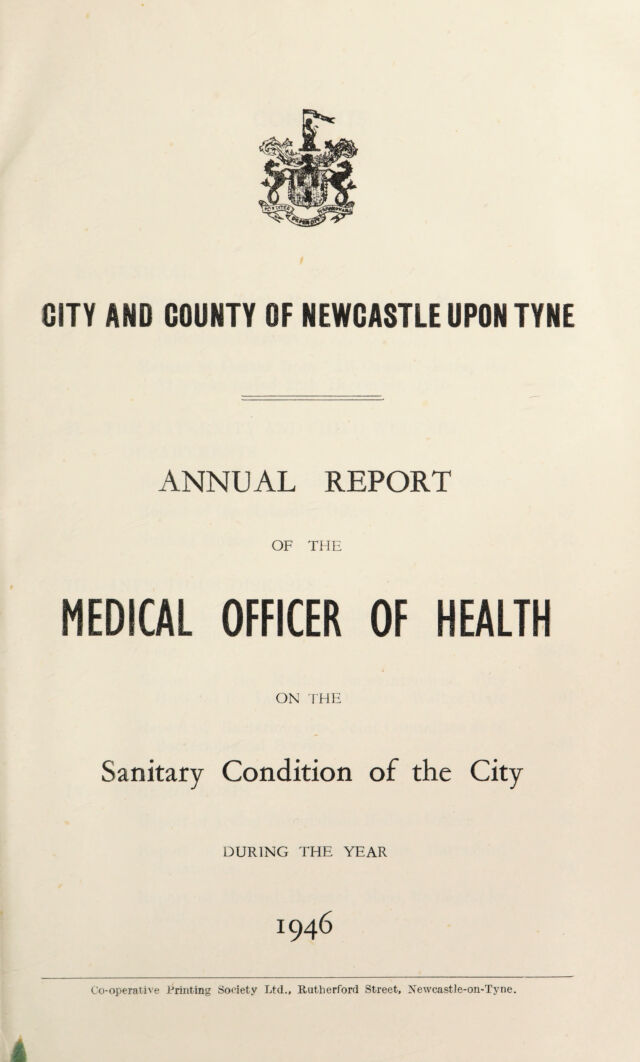 CITY AND COUNTY OF NEWCASTLE UPON TYNE
ANNUAL REPORT
OF THE
MEDICAL OFFICER OF HEALTH
ON THE
Sanitary Condition of the City
DURING THE YEAR
1946
Co-operative Printing Society Ltd., Rutherford Street, Newcastle-on-Tyne.